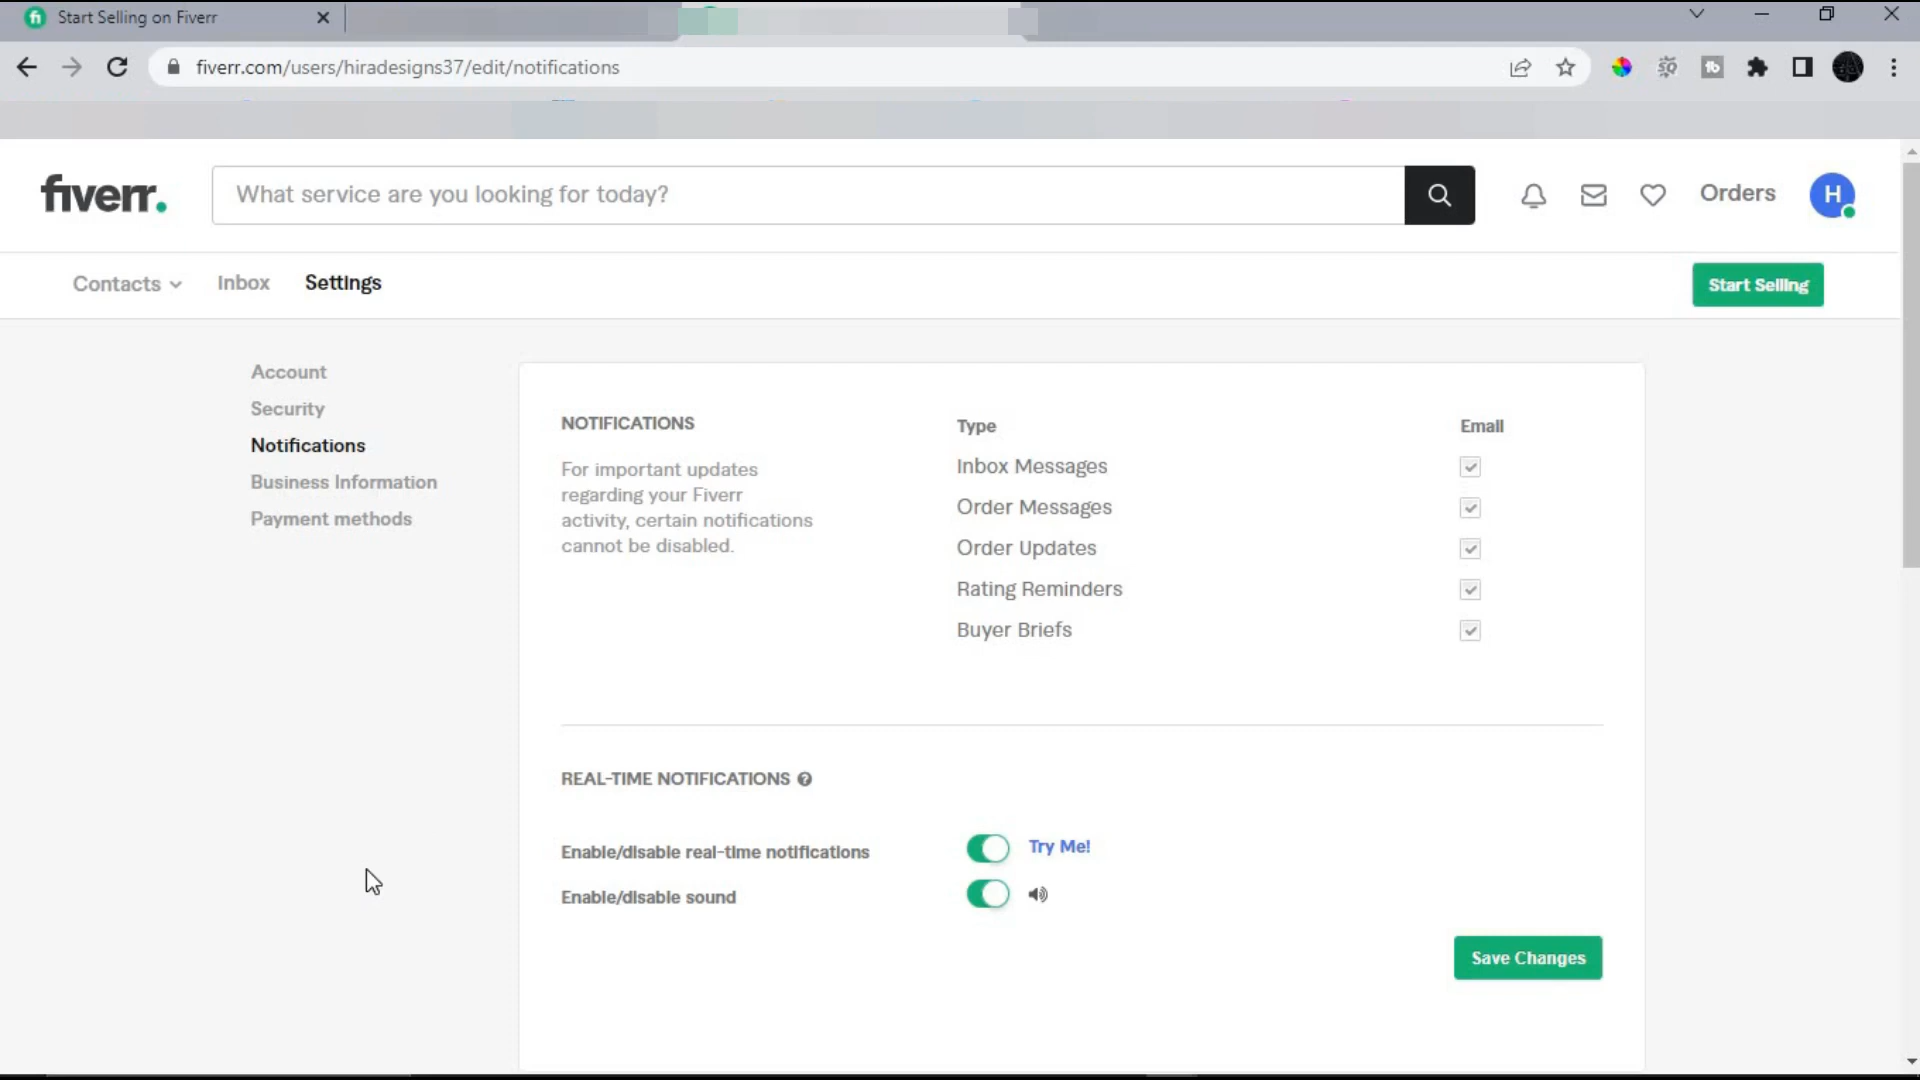 Start Selling on Fiverr
fiverr.com/users/hiradesigns37/edit/notifications
fiverr.
What service are you looking for today?
Orders
H
Contacts
Inbox
Settings
Start Selling
Account
Security
Notifications
Business Information
Payment methods
NOTIFICATIONS
For important updates
regarding your Fiverr
activity, certain notifications
cannot be disabled.
Type
Email
Inbox Messages
Order Messages
Order Updates
Rating Reminders
Buyer Briefs
REAL-TIME NOTIFICATIONS
Enable/disable real-time notifications
Try Me!
Enable/disable sound
Save Changes